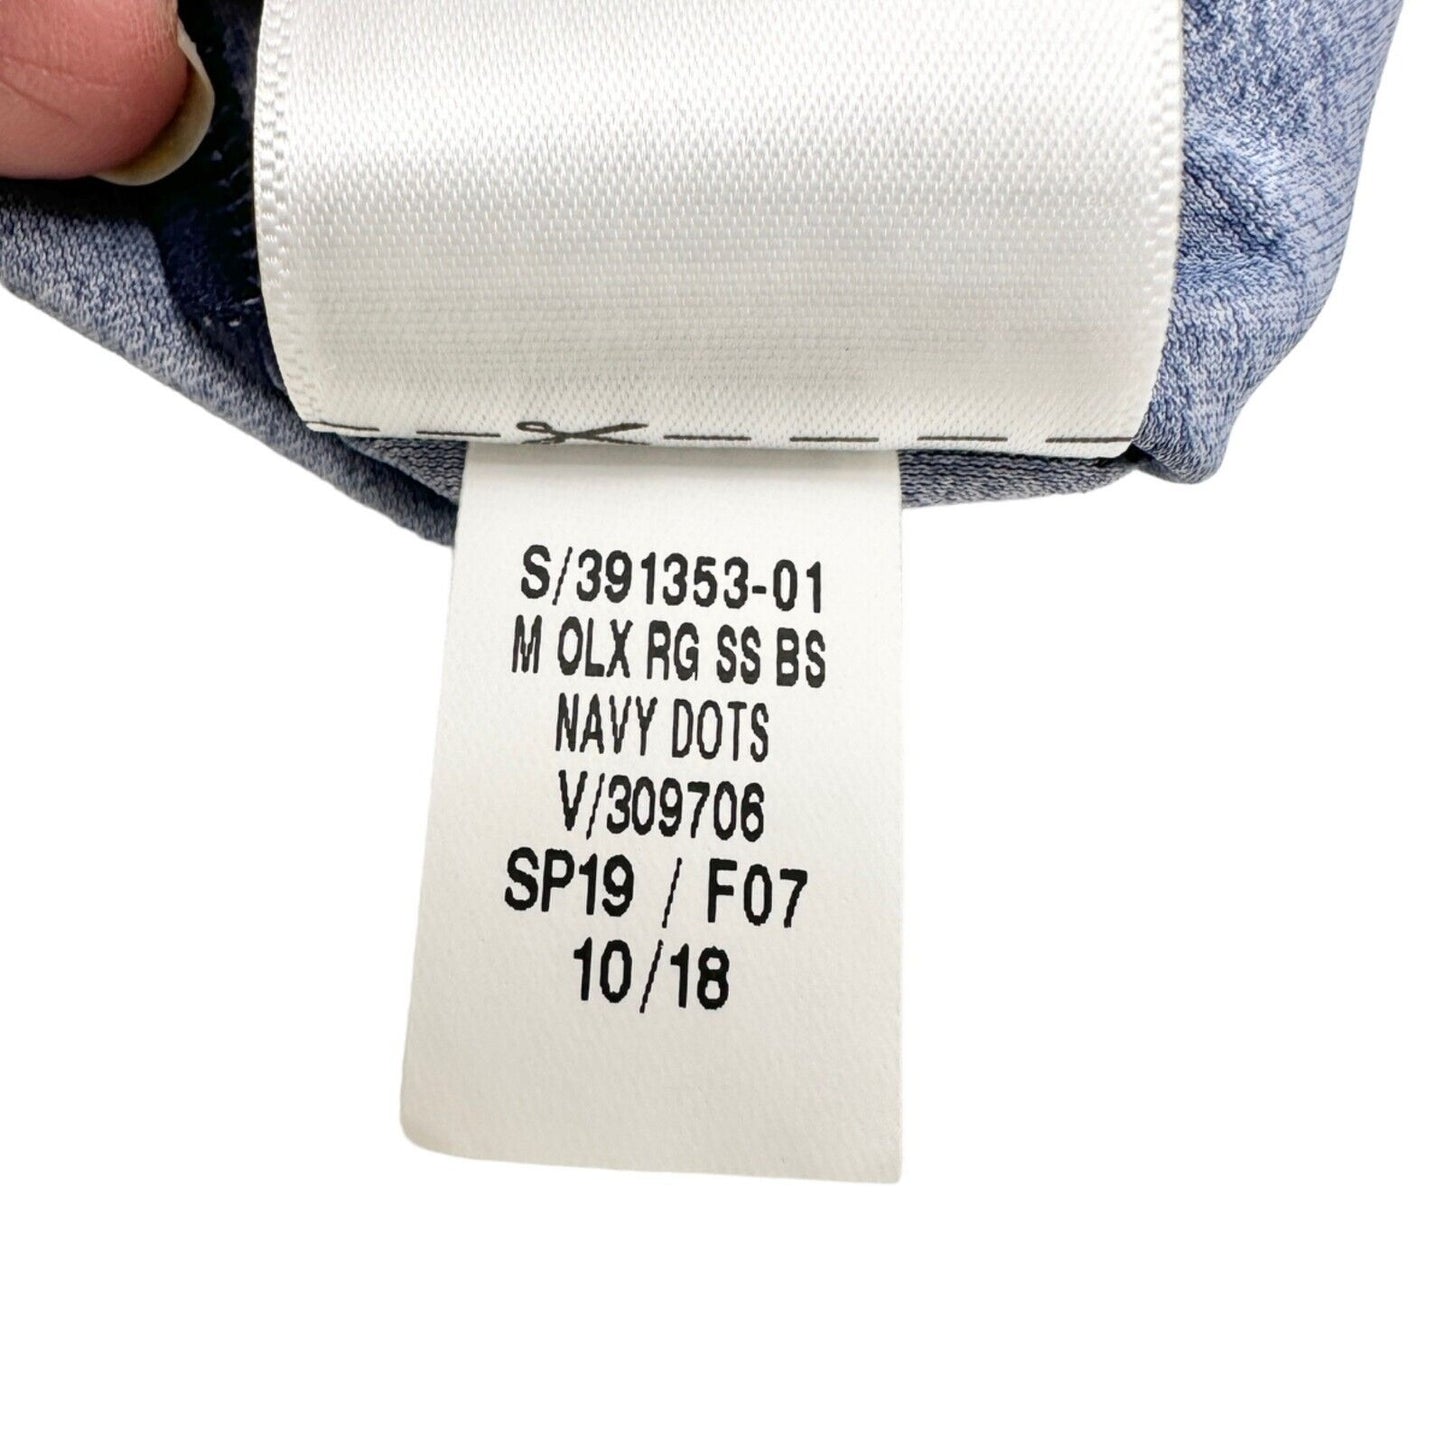 S/391353-01
M OLX RG SS BS
NAVY DOTS
V/309706
SP19 / F07
10/18